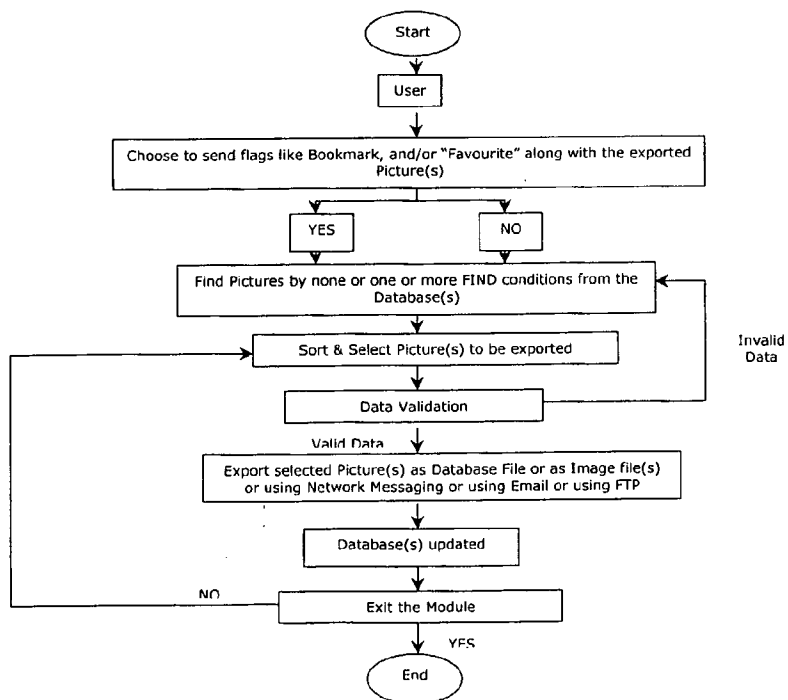 Start
User
Choose to send flags like Bookmark, and/or "Favourite" along with the exported
Picture(s)
YES
NO
Find Pictures by none or one or more FIND conditions from the
Database(s)
Sort & Select Picture(s) to be exported
Invalid
Data
Data Validation
Valid Data
Export selected Picture(s) as Database File or as Image file(s)
or using Network Messaging or using Email or using FTP
Database(s) updated
NO
Exit the Module
YES
End